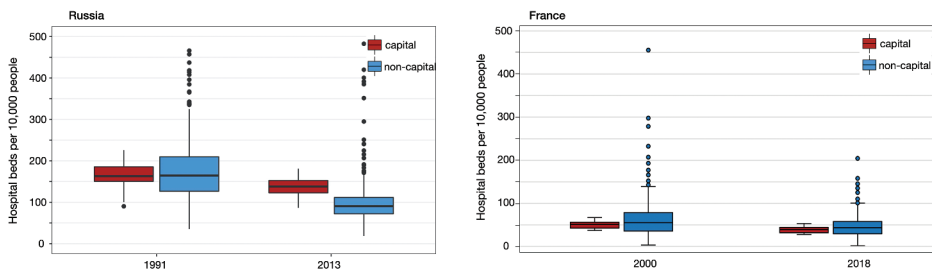 Russia
Hospital beds per 10,000 people
500
400
300
200
100
0
capital
non-capital
1991
2013
France
Hospital beds per 10,000 people
500
400
300
200
100
0
capital
non-capital
2000
2018